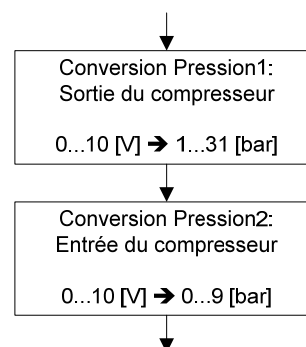 Conversion Pression1:
Sortie du compresseur
0...10 [V] ➔ 1...31 [bar]
Conversion Pression2:
Entrée du compresseur
0...10 [V] ➔ 0...9 [bar]